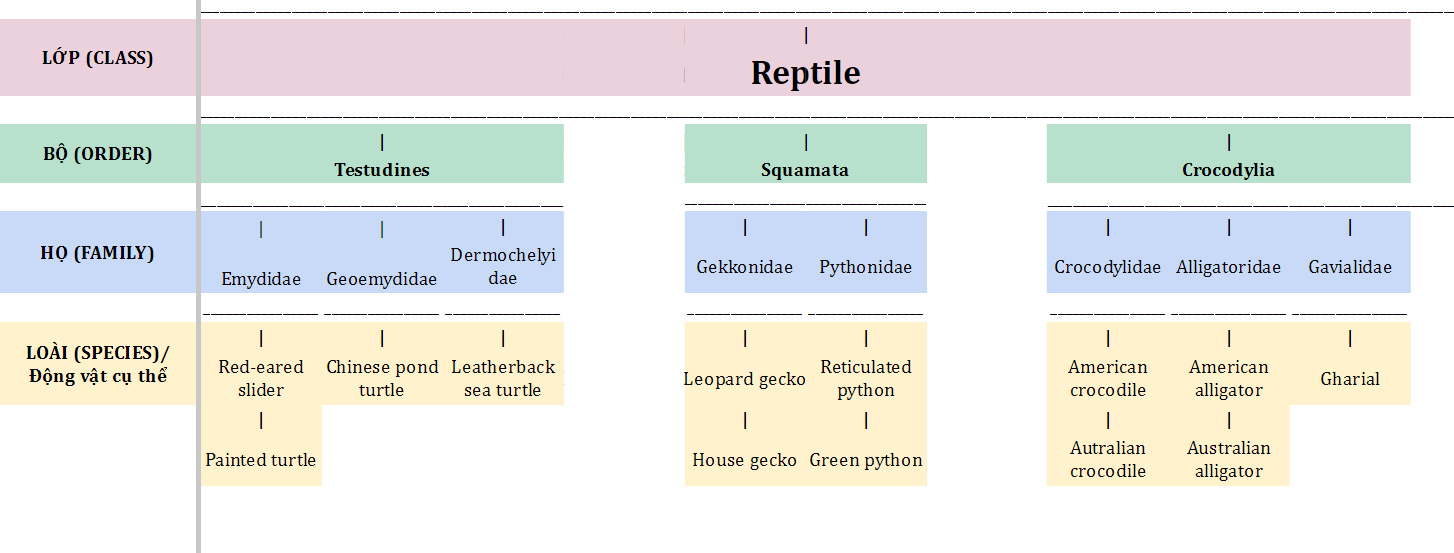 LỚP (CLASS)
Reptile
BỘ (ORDER)
Testudines
Squamata
Crocodylia
HỌ (FAMILY)
Emydidae
Geoemydidae
Dermochelyi
dae
Gekkonidae
Pythonidae
Crocodylidae
Alligatoridae
Gavialidae
LOÀI (SPECIES)/
Động vật cụ thể
Red-eared
slider
Chinese pond
turtle
Leatherback
sea turtle
Leopard gecko
Reticulated
python
American
crocodile
American
alligator
Gharial
Painted turtle
House gecko
Green python
Autralian
crocodile
Australian
alligator